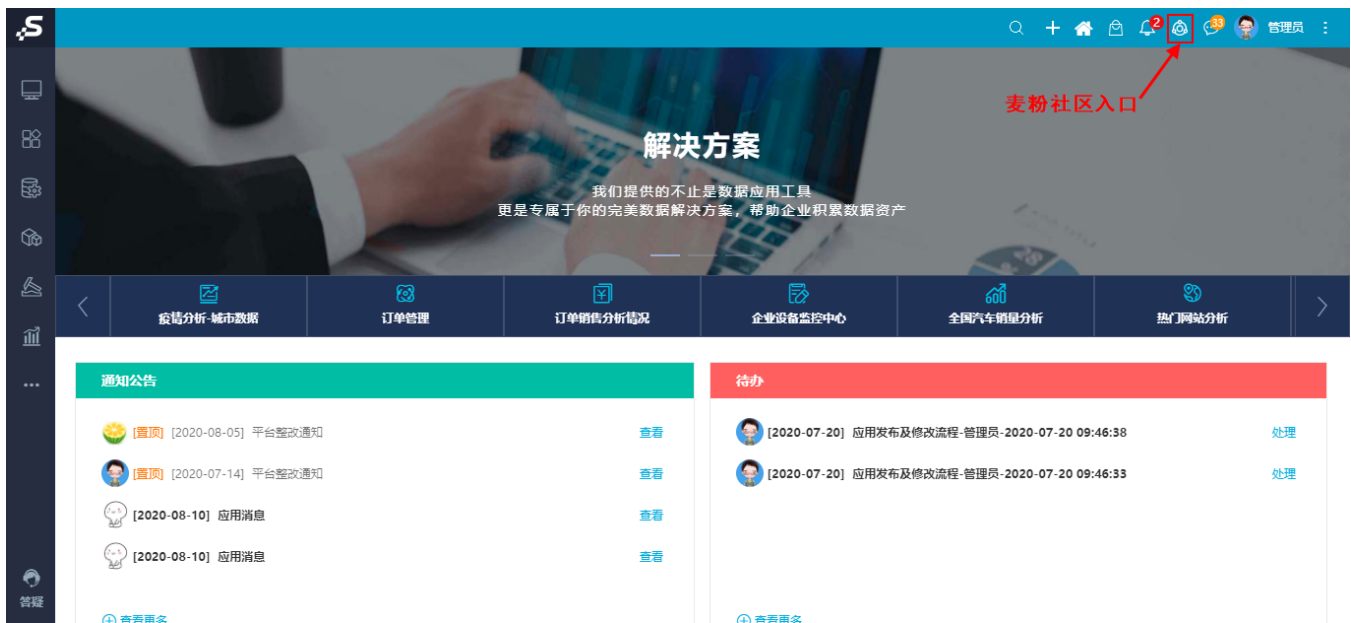 S
2
33
管理员
麦粉社区入口
解决方案
我们提供的不止是数据应用工具
更是专属于你的完美数据解决方案，帮助企业积累数据资产
疫情分析-城市数据
订单管理
订单销售分析情况
企业设备监控中心
全国汽车销量分析
热门网站分析
通知公告
[置顶] [2020-08-05] 平台整改通知
查看
[置顶] [2020-07-14] 平台整改通知
查看
[2020-08-10] 应用消息
查看
[2020-08-10] 应用消息
查看
查看更多
待办
[2020-07-20] 应用发布及修改流程-管理员-2020-07-20 09:46:38
处理
[2020-07-20] 应用发布及修改流程-管理员-2020-07-20 09:46:33
处理
查看更多
答疑